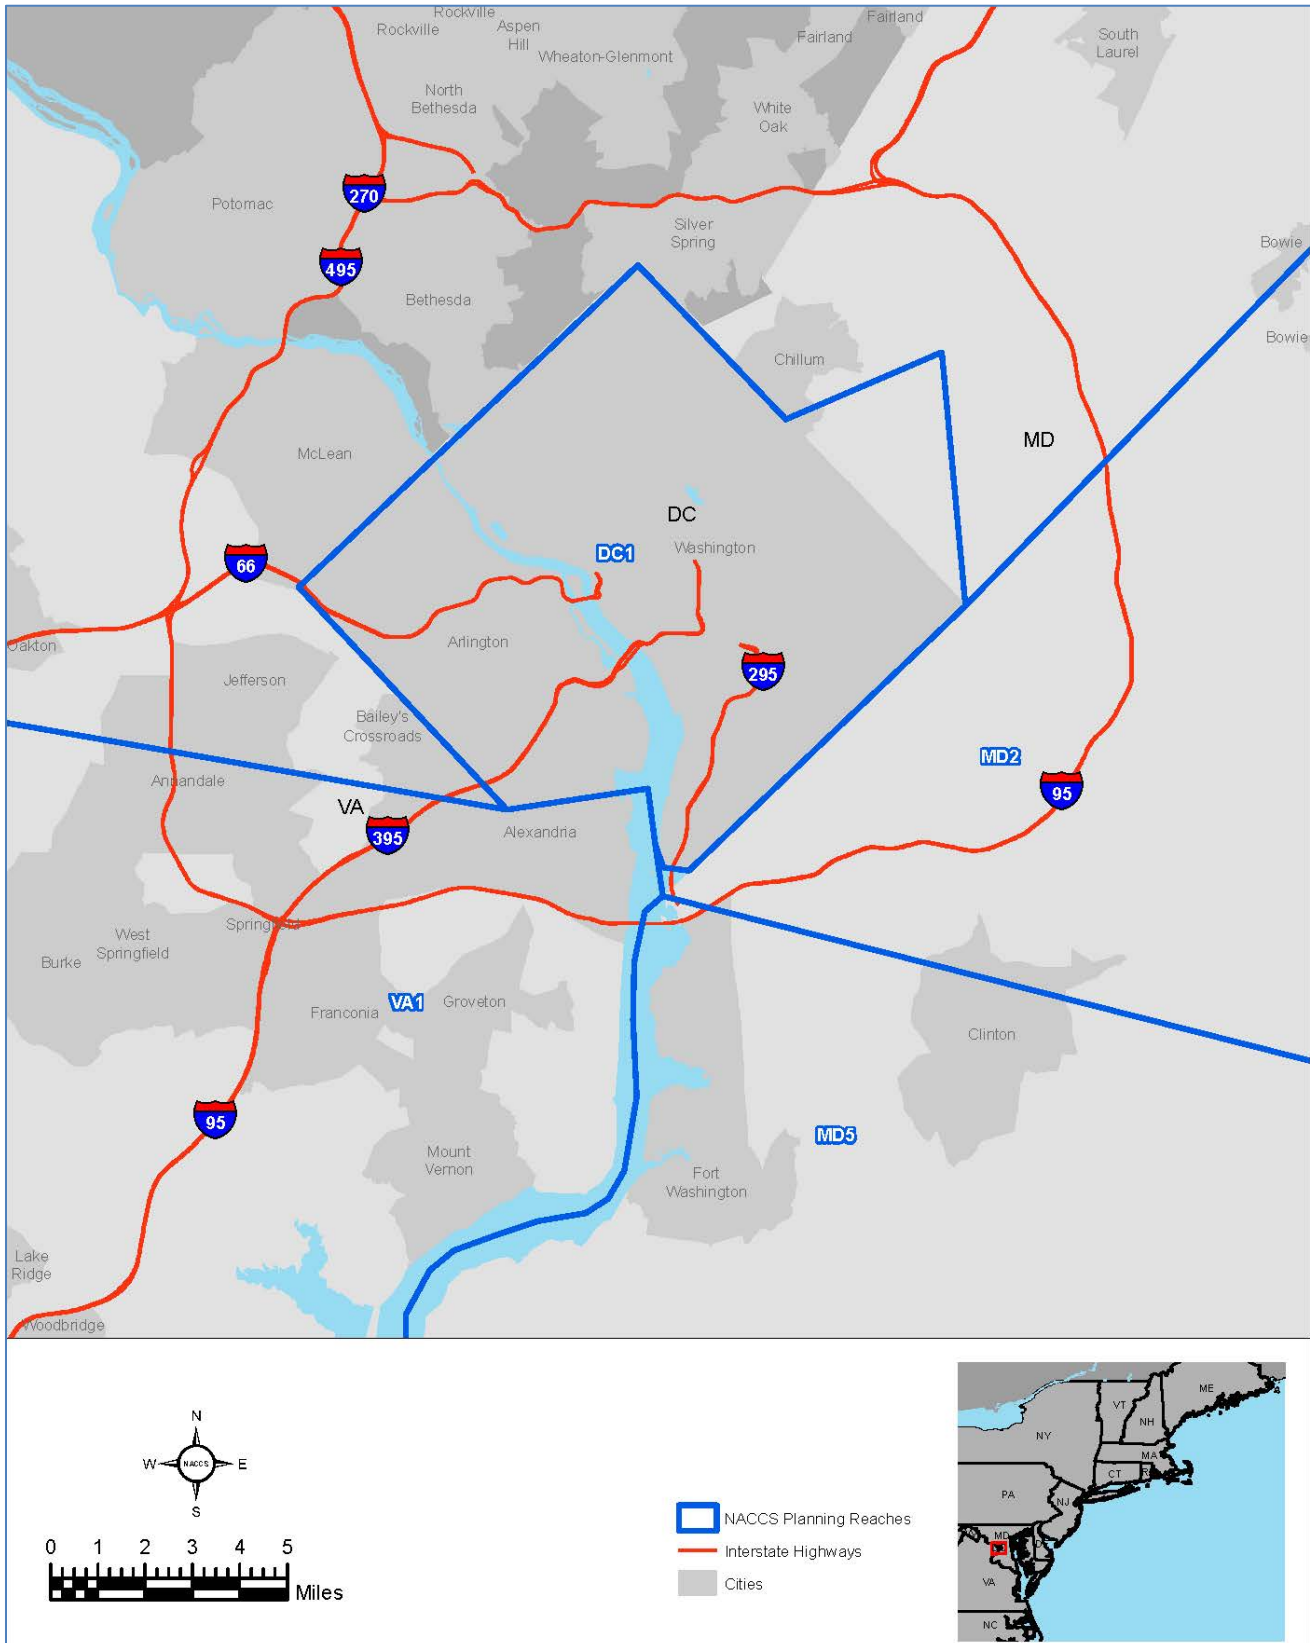 Rockville
Rockville
Aspen
Hill
Wheaton-Glenmont
Fairland
Fairland
South
Laurel
North
Bethesda
White
Oak
270
Potomac
Silver
Spring
Bowie
495
Bethesda
Bowie
Chillum
MD
McLean
DC
DC1
Washington
66
Oakton
Arlington
295
Jefferson
Bailey's
Crossroads
MD2
Annandale
95
VA
395
Alexandria
Springfield
West
Springfield
Burke
VA1
Groveton
Franconia
Clinton
95
MD5
Mount
Vernon
Fort
Washington
Lake
Ridge
Woodbridge
N
W
NACCS
E
S
0 1 2 3 4 5
Miles
NACCS Planning Reaches
Interstate Highways
Cities
ME
VT
NH
NY
MA
CT
PA
NJ
MD
VA
NC